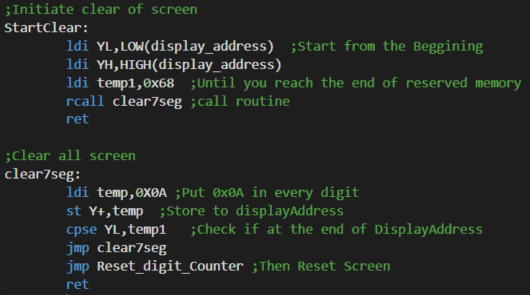 ;Initiate clear of screen
StartClear:
ldi YL,LOW(display_address) ;Start from the Beggining
ldi YH,HIGH(display_address)
ldi temp1,0x68 ;Until you reach the end of reserved memory
rcall clear7seg ;call routine
ret
;Clear all screen
clear7seg:
ldi temp,0X0A ;Put 0x0A in every digit
st Y+,temp ;Store to displayAddress
cpse YL,temp1 ;Check if at the end of DisplayAddress
jmp clear7seg
jmp Reset_digit_Counter ;Then Reset Screen
ret